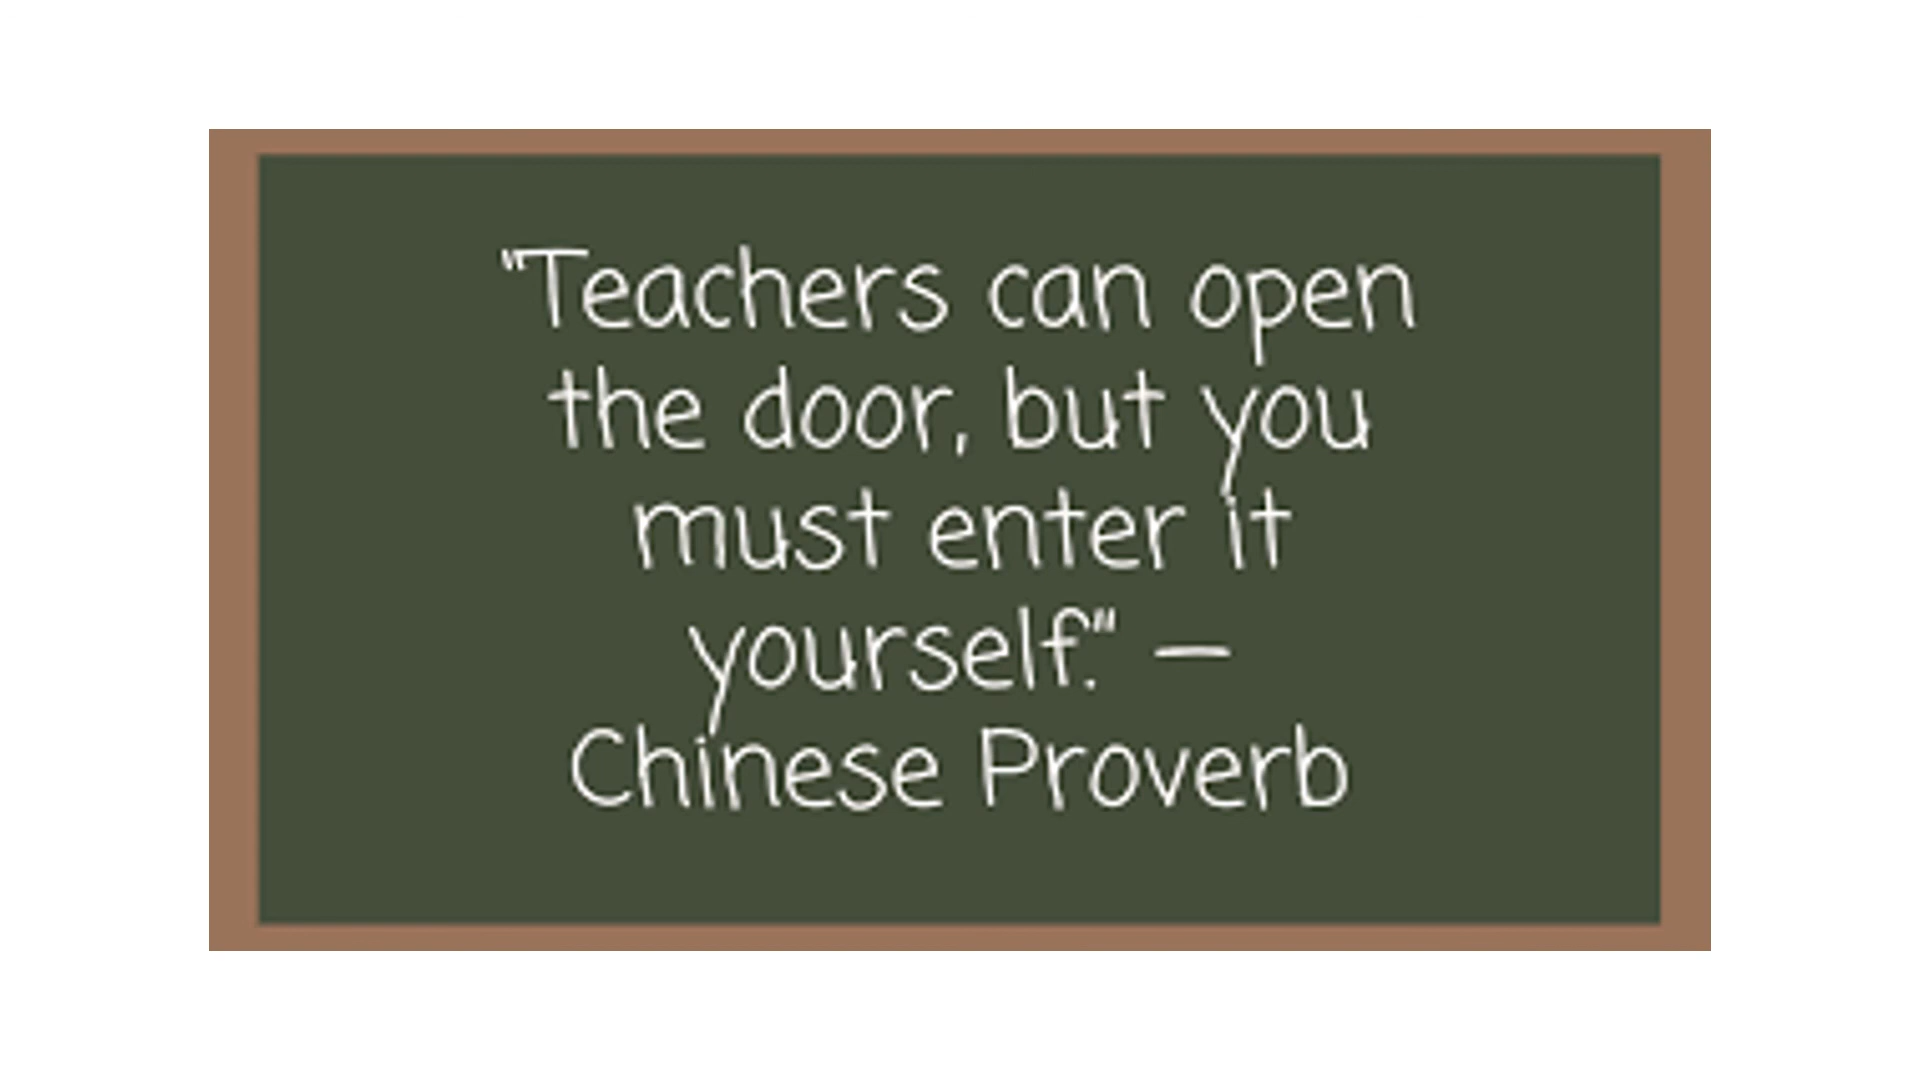 "Teachers can open
the door, but you
must enter it
yourself." –
Chinese Proverb